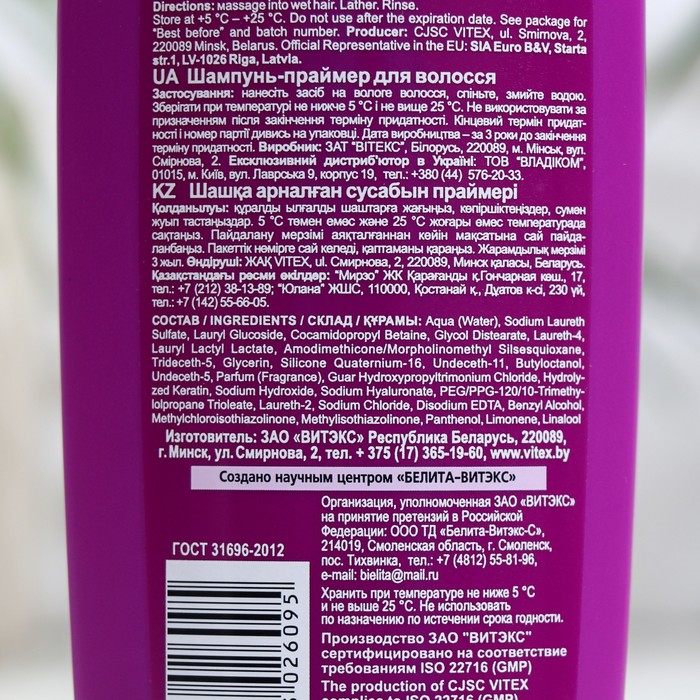 Directions: massage into wet hair. Lather. Rinse.
Store at +5 °C – +25 °C. Do not use after the expiration date. See package for
"Best before" and batch number. Producer: CJSC VITEX, ul. Smirnova, 2,
220089 Minsk, Belarus. Official Representative in the EU: SIA Euro B&V, Starta
str.1, LV-1026 Riga, Latvia.
UA Шампунь-праймер для волосся
Застосування: нанесіть засіб на вологе волосся, спіньте, змийте водою.
Зберігати при температурі не нижче 5 °С і не вище 25 °С. Не використовувати за
призначенням після закінчення терміну придатності. Кінцевий термін придат-
ності і номер партії дивись на упаковці. Дата виробництва – за 3 роки до закінчення
терміну придатності. Виробник: ЗАТ "ВІТЕКС", Білорусь, 220089, м. Мінськ, вул.
Смірнова, 2. Ексклюзивний дистриб'ютор в Україні: ТОВ "ВЛАДІКОМ",
01015, м. Київ, вул. Лаврська 9, корпус 19, тел.: +380 (44) 576-20-33.
KZ Шашқа арналған сусабын праймері
Қолданылуы: құралды ылғалды шаштарға жағыңыз, көпіршіктеңіздер, сумен
жуып тастаңыздар. 5 °С төмен емес және 25 °С жоғары емес температурада
сақтаңыз. Пайдалану мерзімі аяқталғаннан кейін мақсатына сай пайда-
ланбаңыз. Пакеттік нөмірге сай келеді, қаптаманы қараңыз. Жарамдылық мерзімі
3 жыл. Өндіруші: ЖАҚ VITEX, ul. Смирнова, 2, 220089, Минск қаласы, Беларусь.
Қазақстандағы ресми өкілдер: "Мирэо" ЖК Қарағанды қ.Гончарная көш., 17,
тел.: +7 (212) 38-13-89; "Юлана" ЖШС, 110000, Қостанай қ., Дуатов к-сі, 230 үй,
тел.: +7 (142) 55-66-05.
СОСТАВ / INGREDIENTS / СКЛАД / ҚҰРАМЫ: Aqua (Water), Sodium Laureth
Sulfate, Lauryl Glucoside, Cocamidopropyl Betaine, Glycol Distearate, Laureth-4,
Lauryl Lactyl Lactate, Amodimethicone/Morpholinomethyl Silsesquioxane,
Trideceth-5, Glycerin, Silicone Quaternium-16, Undeceth-11, Butyloctanol,
Undeceth-5, Parfum (Fragrance), Guar Hydroxypropyltrimonium Chloride, Hydroly-
zed Keratin, Sodium Hydroxide, Sodium Hyaluronate, PEG/PPG-120/10-Trimethy-
lolpropane Trioleate, Laureth-2, Sodium Chloride, Disodium EDTA, Benzyl Alcohol,
Methylchloroisothiazolinone, Methylisothiazolinone, Panthenol, Limonene, Linalool
Изготовитель: ЗАО «ВИТЭКС» Республика Беларусь, 220089,
г. Минск, ул. Смирнова, 2, тел. + 375 (17) 365-19-60, www.vitex.by
Создано научным центром «БЕЛИТА-ВИТЭКС»
Организация, уполномоченная ЗАО «ВИТЭКС»
на принятие претензий в Российской
Федерации: ООО ТД «Белита-Витэкс-С»,
214019, Смоленская область, г. Смоленск,
пос. Тихвинка, тел.: +7 (4812) 55-81-96,
e-mail: bielita@mail.ru
ГОСТ 31696-2012
Хранить при температуре не ниже 5 °С
и не выше 25 °С. Не использовать
по назначению по истечении срока годности.
Производство ЗАО "ВИТЭКС"
сертифицировано на соответствие
требованиям ISO 22716 (GMP)
The production of CJSC VITEX
complies to ISO 22716 (GMP)
026095